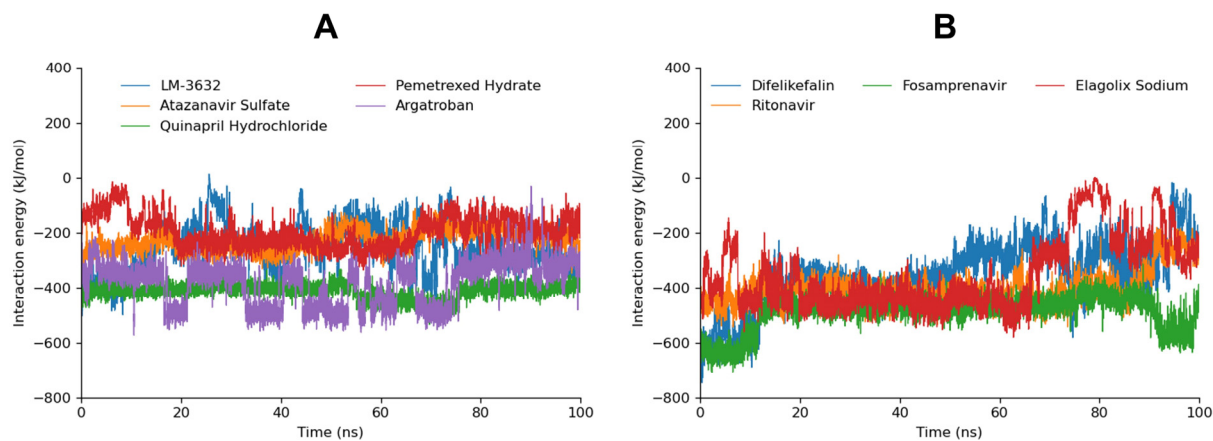 A
B
400
200
0
−200
−400
−600
−800
Interaction energy (kJ/mol)
LM-3632
Atazanavir Sulfate
Quinapril Hydrochloride
Pemetrexed Hydrate
Argatroban
0 20 40 60 80 100
Time (ns)
400
200
0
−200
−400
−600
−800
Interaction energy (kJ/mol)
Difelikefalin
Ritonavir
Fosamprenavir
Elagolix Sodium
0 20 40 60 80 100
Time (ns)